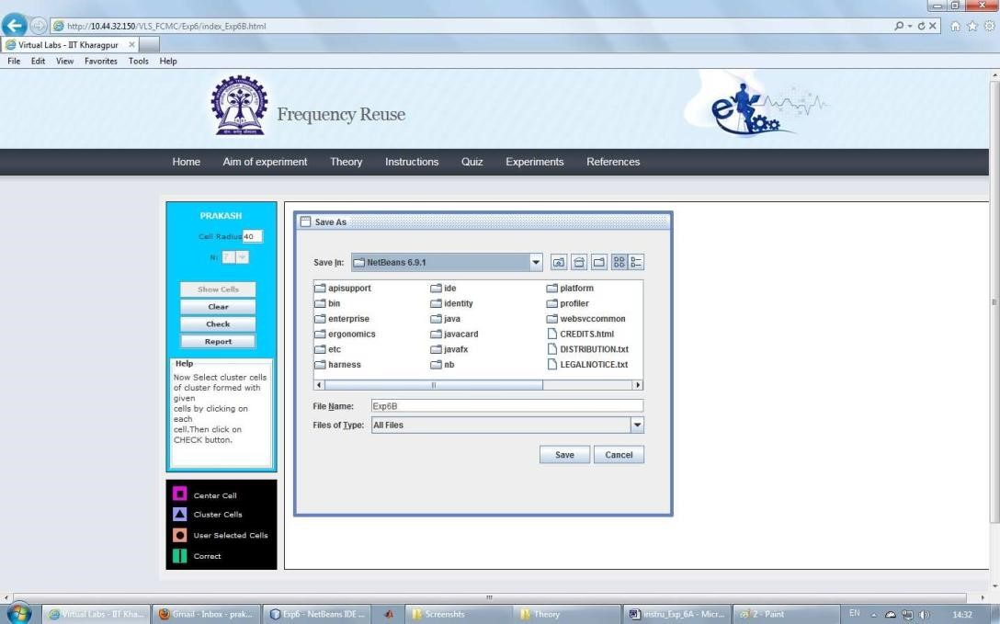 http://10.44.32.150/VLS_FCMC/Exp6/index_Exp6B.html
Virtual Labs - IIT Kharagpur
File Edit View Favorites Tools Help
Frequency Reuse
Home Aim of experiment Theory Instructions Quiz Experiments References
PRAKASH
Cell Radius 40
N: 7
Show Cells
Clear
Check
Report
Help
Now Select cluster cells
of cluster formed with
given
cells by clicking on
each
cell.Then click on
CHECK button.
Center Cell
Cluster Cells
User Selected Cells
Correct
Save As
Save In: NetBeans 6.9.1
apisupport ide platform
bin identity profiler
enterprise java websvccommon
ergonomics javacard CREDITS.html
etc javafx DISTRIBUTION.txt
harness nb LEGALNOTICE.txt
File Name: Exp6B
Files of Type: All Files
Save Cancel
Virtual Labs - IIT Kha... Gmail - Inbox - prak... Exp6 - NetBeans IDE ... Screenshts Theory instru_Exp_6A - Micr... 2 - Paint EN 14:32